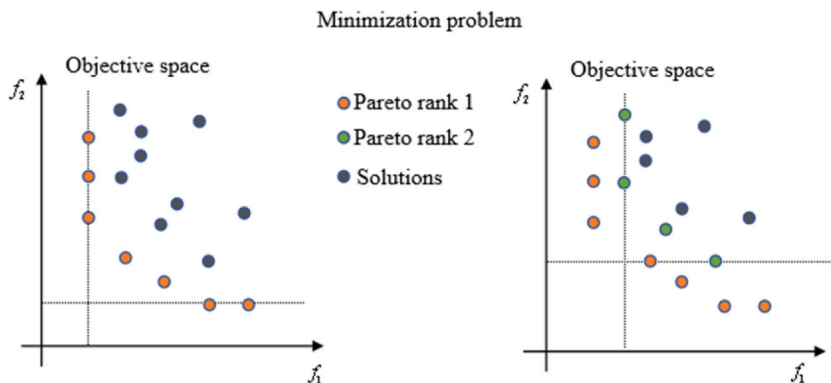 Minimization problem
Objective space
f₂
Pareto rank 1
Pareto rank 2
Solutions
f₁
Objective space
f₂
f₁